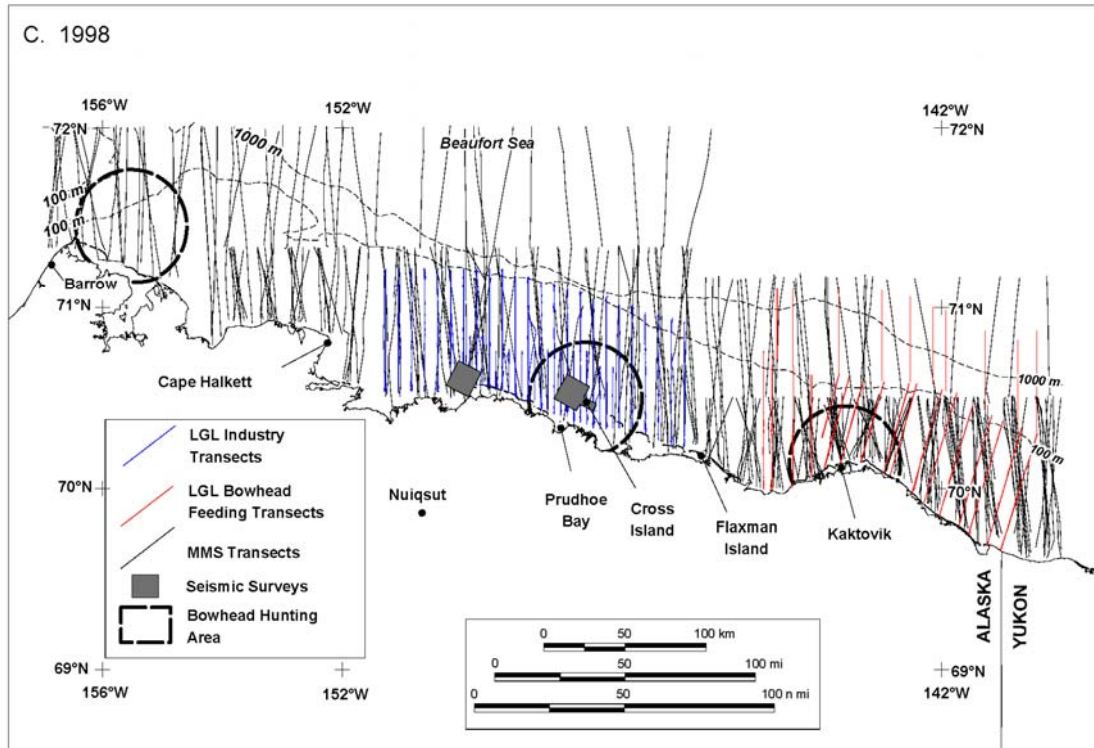 C. 1998
156°W
152°W
142°W
72°N
72°N
1000 m
Beaufort Sea
100 m
100 m
Barrow
71°N
71°N
Cape Halkett
1000 m
100 m
LGL Industry
Transects
LGL Bowhead
Feeding Transects
MMS Transects
Seismic Surveys
Bowhead Hunting
Area
70°N
70°N
Nuiqsut
Prudhoe
Bay
Cross
Island
Flaxman
Island
Kaktovik
ALASKA
YUKON
0 50 100 km
0 50 100 mi
0 50 100 n mi
69°N
69°N
156°W
152°W
142°W